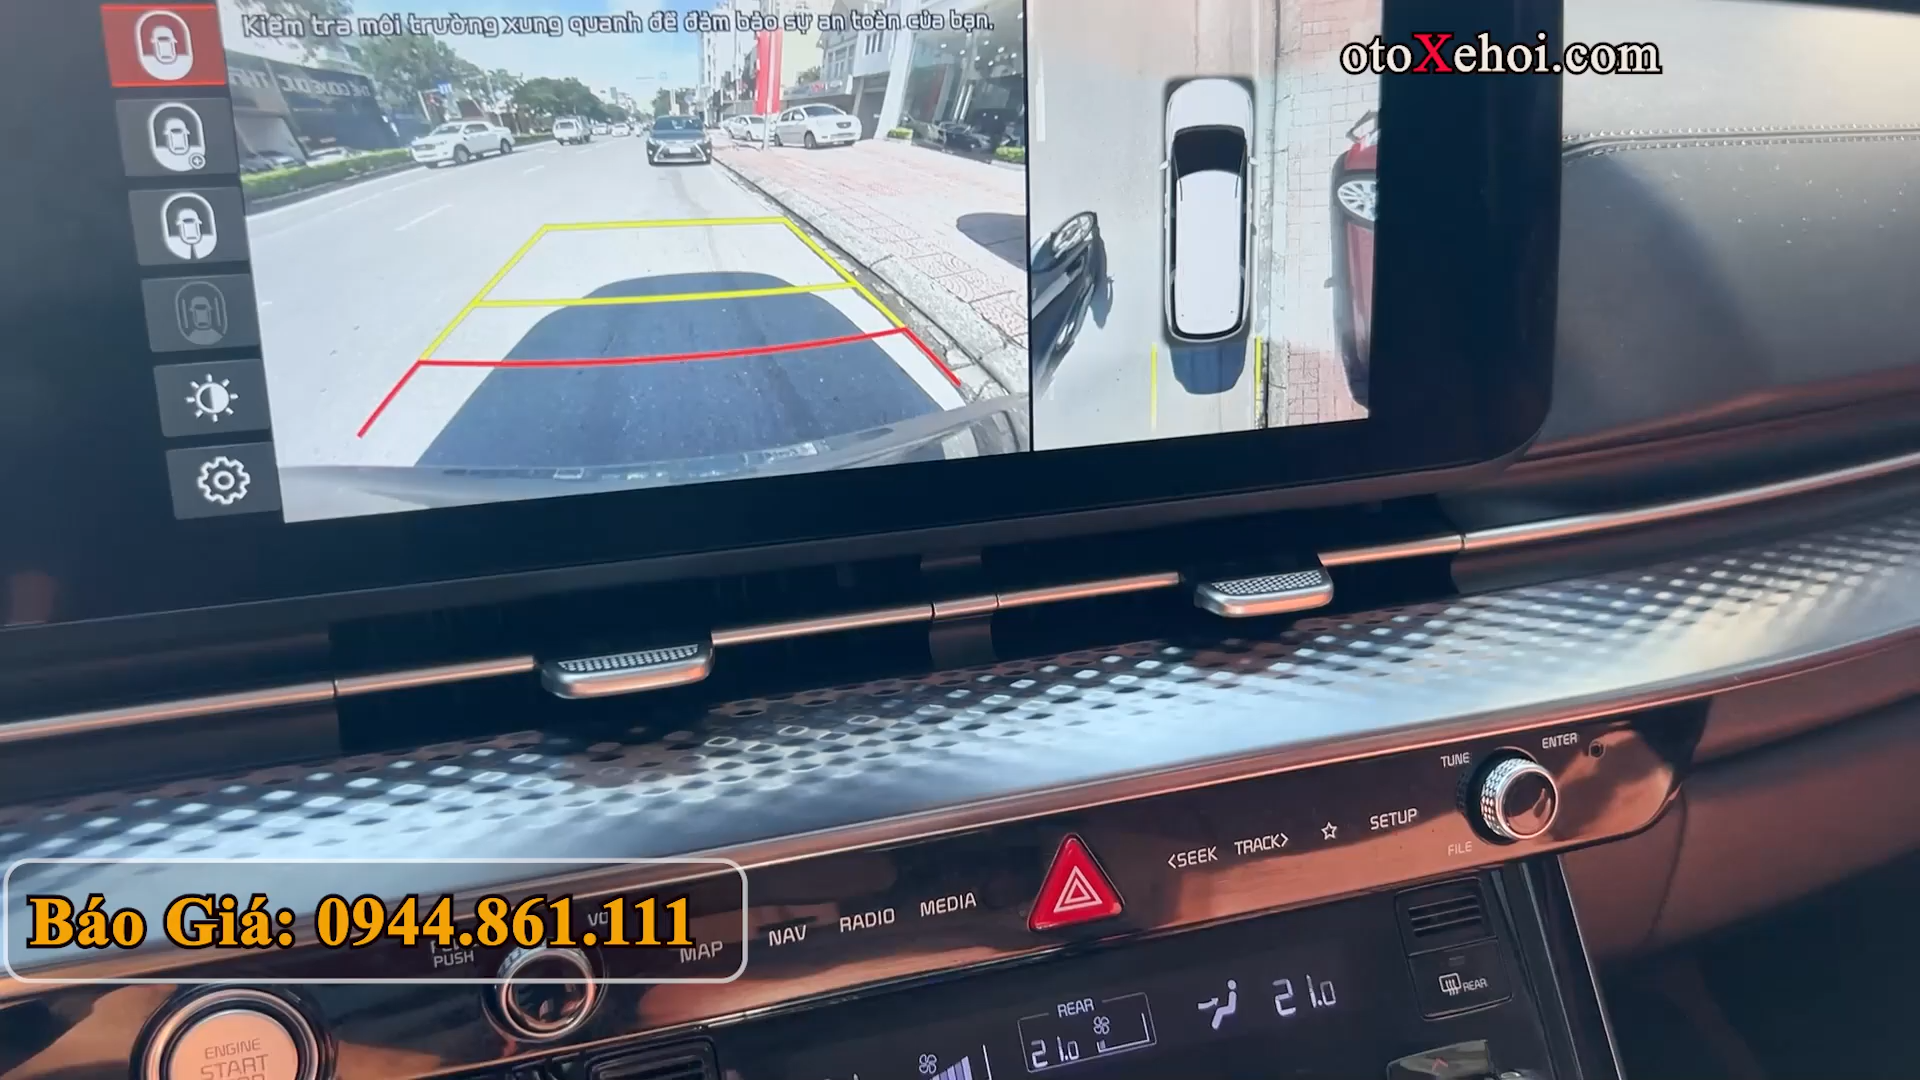 Kiểm tra môi trường xung quanh để đảm bảo sự an toàn của bạn.
otoXehoi.com
TUNE
ENTER
<SEEK
TRACK>
☆
SETUP
FILE
Báo Giá: 0944.861.111
PUSH
VO
MAP
NAV
RADIO
MEDIA
REAR
21.0
21.0
REAR
ENGINE
START